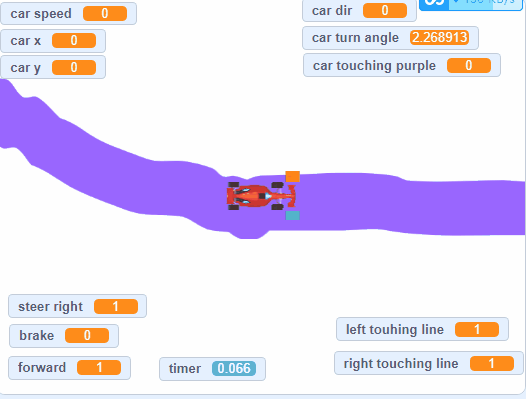 car speed 0
car x 0
car y 0
car dir 0
car turn angle 2.268913
car touching purple 0
steer right 1
brake 0
forward 1
timer 0.066
left touhing line 1
right touching line 1